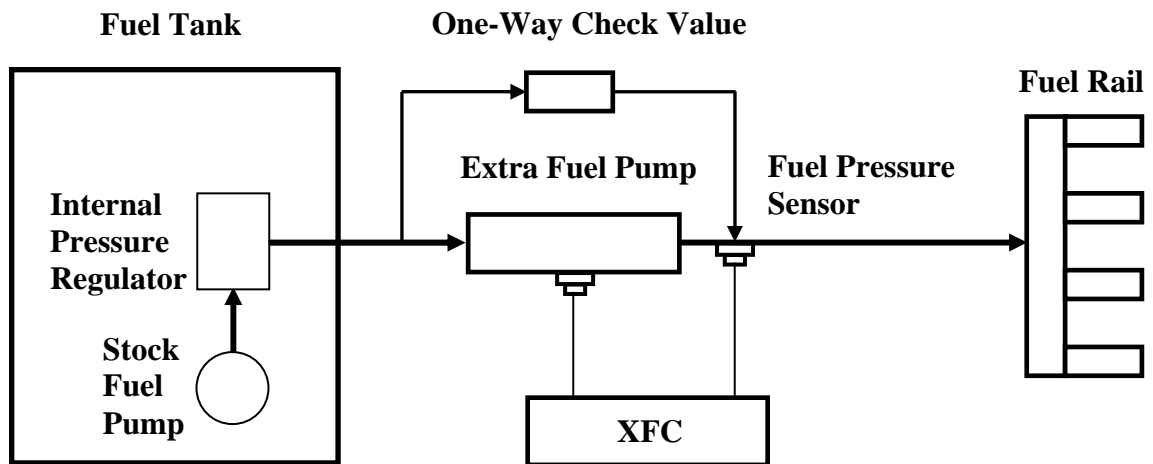 Fuel Tank
One-Way Check Value
Fuel Rail
Extra Fuel Pump
Fuel Pressure
Sensor
Internal
Pressure
Regulator
Stock
Fuel
Pump
XFC